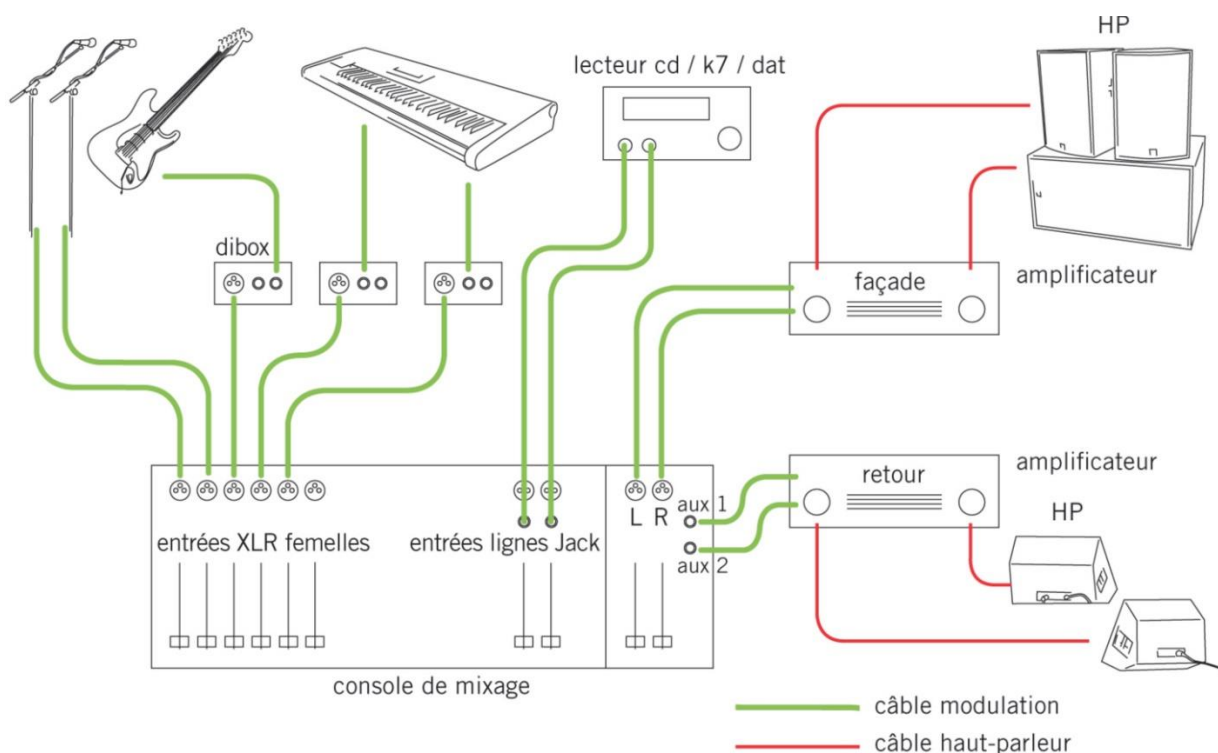 HP
lecteur cd / k7 / dat
dibox
façade
amplificateur
retour
amplificateur
HP
L R
aux 1
aux 2
entrées XLR femelles
entrées lignes Jack
console de mixage
câble modulation
câble haut-parleur